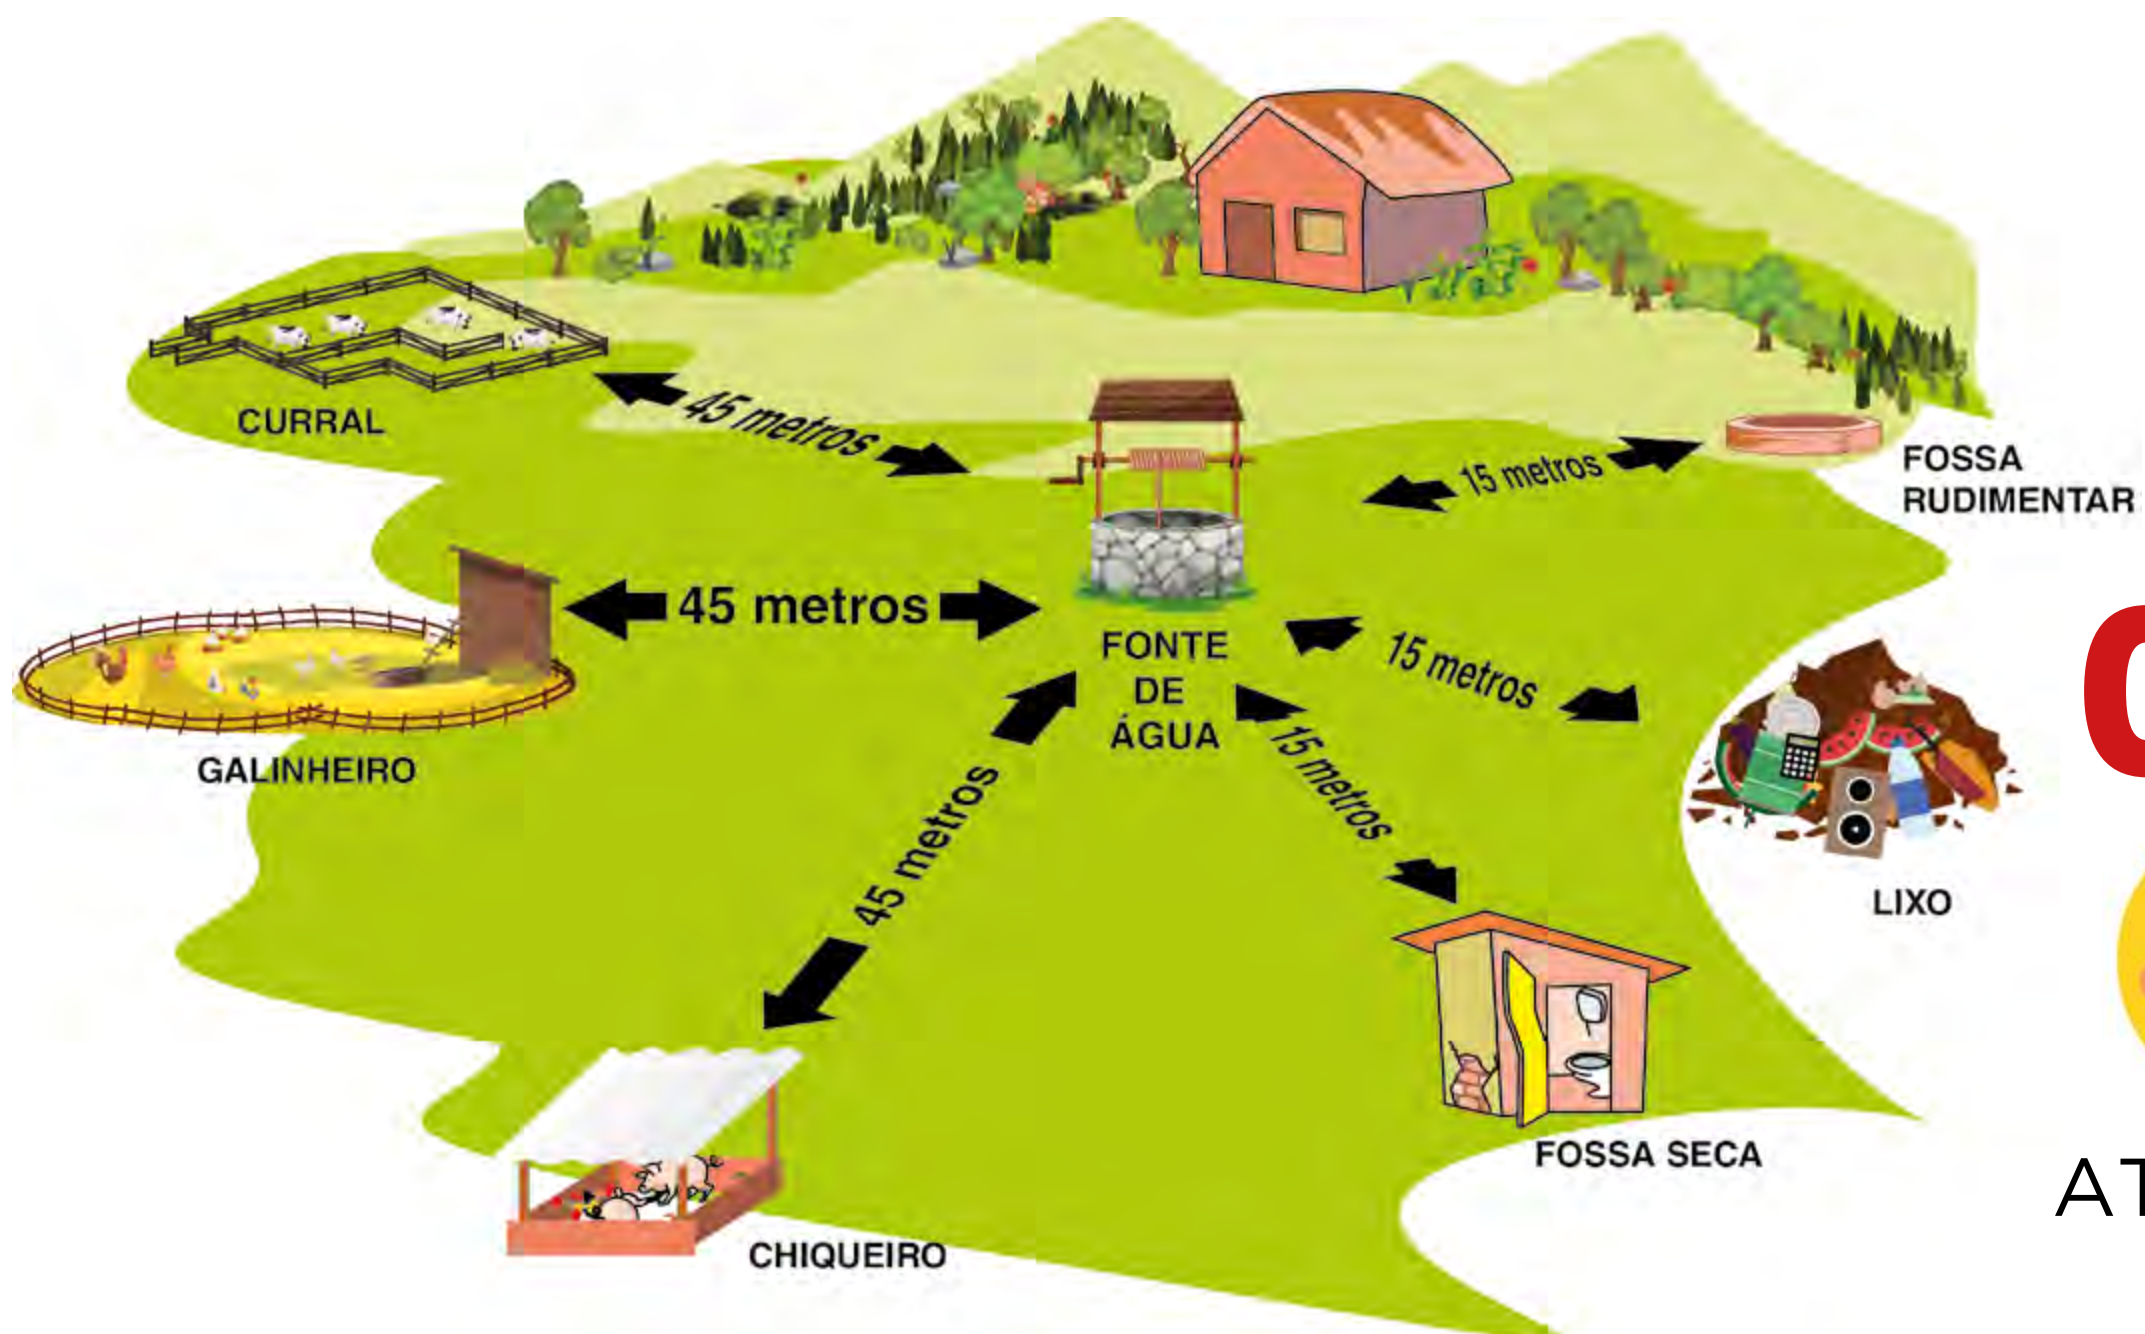 CURRAL
45 metros
15 metros
FOSSA
RUDIMENTAR
45 metros
FONTE
DE
ÁGUA
15 metros
GALINHEIRO
45 metros
15 metros
LIXO
FOSSA SECA
CHIQUEIRO
AT